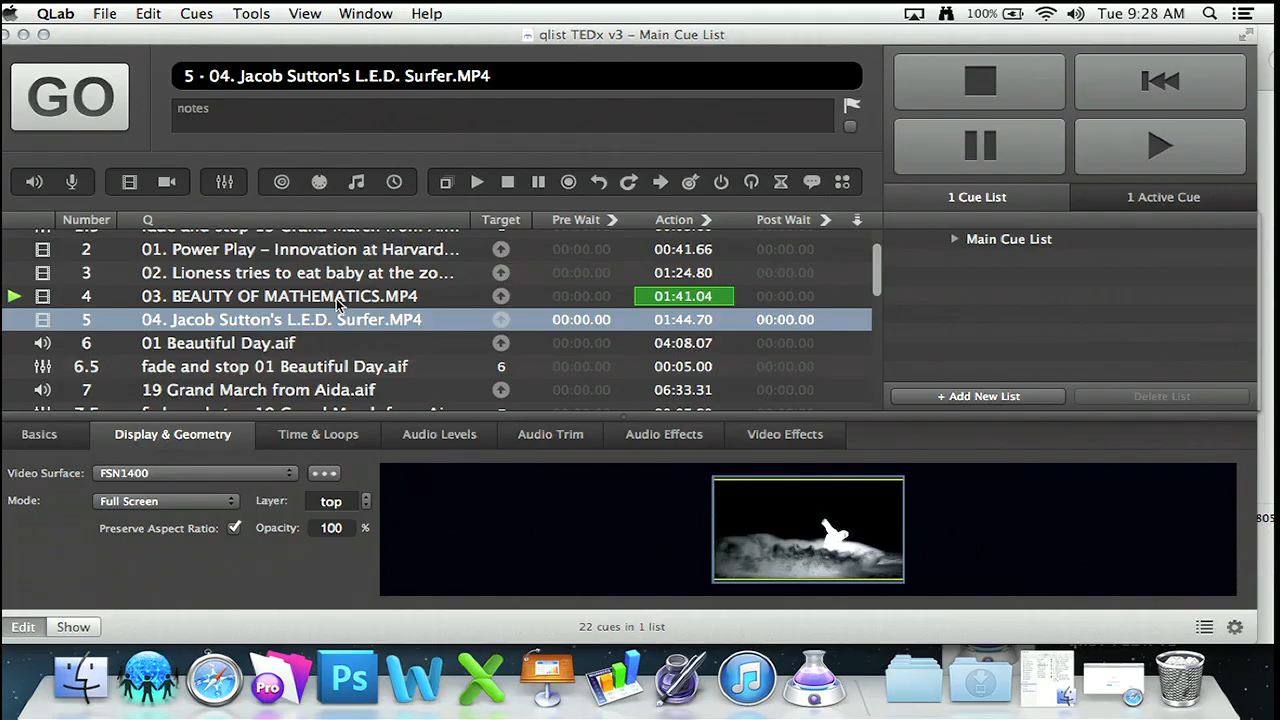 QLab File Edit Cues Tools View Window Help 100% Tue 9:28 AM
qlist TEDx v3 – Main Cue List
GO
5 · 04. Jacob Sutton's L.E.D. Surfer.MP4
notes
1 Cue List 1 Active Cue
Number Q Target Pre Wait Action Post Wait
2 01. Power Play – Innovation at Harvard... 00:00.00 00:41.66 00:00.00
3 02. Lioness tries to eat baby at the zo... 00:00.00 01:24.80 00:00.00
4 03. BEAUTY OF MATHEMATICS.MP4 00:00.00 01:41.04 00:00.00
5 04. Jacob Sutton's L.E.D. Surfer.MP4 00:00.00 01:44.70 00:00.00
6 01 Beautiful Day.aif 00:00.00 04:08.07 00:00.00
6.5 fade and stop 01 Beautiful Day.aif 6 00:00.00 00:05.00 00:00.00
7 19 Grand March from Aida.aif 00:00.00 06:33.31 00:00.00
Main Cue List
+ Add New List Delete List
Basics Display & Geometry Time & Loops Audio Levels Audio Trim Audio Effects Video Effects
Video Surface: FSN1400
Mode: Full Screen Layer: top
Preserve Aspect Ratio: Opacity: 100 %
Edit Show 22 cues in 1 list
Pro Ps